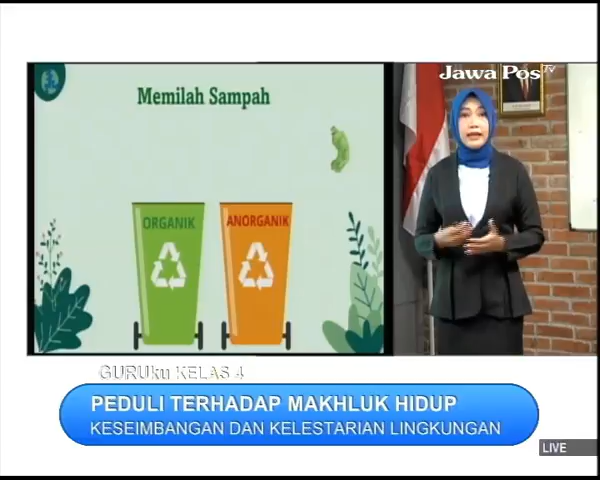 Jawa Pos TV
Memilah Sampah
ORGANIK
ANORGANIK
GURUku KELAS 4
PEDULI TERHADAP MAKHLUK HIDUP
KESEIMBANGAN DAN KELESTARIAN LINGKUNGAN
LIVE